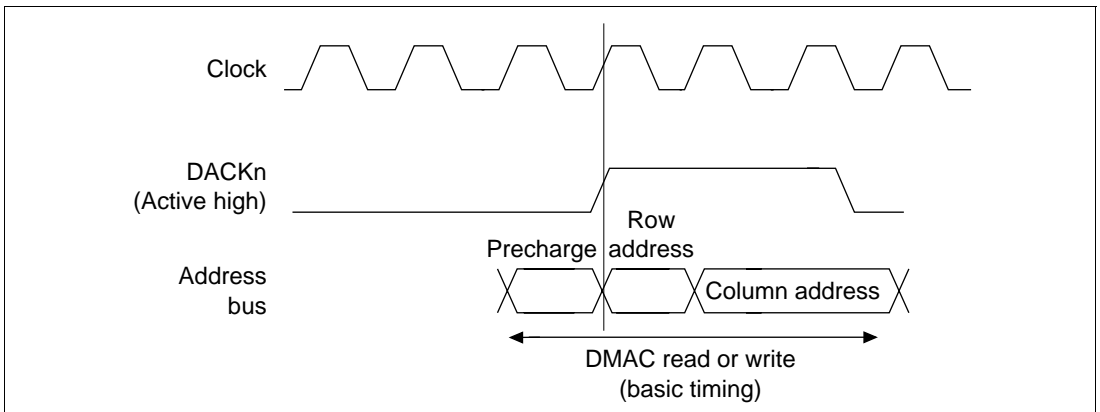 Clock
DACKn
(Active high)
Row
Precharge address
Address
bus
Column address
DMAC read or write
(basic timing)